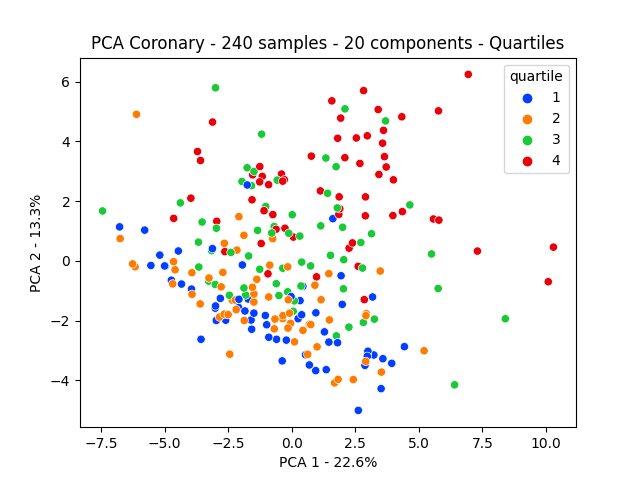 PCA Coronary - 240 samples - 20 components - Quartiles
quartile
1
2
3
4
6
4
2
0
−2
−4
PCA 2 - 13.3%
−7.5 −5.0 −2.5 0.0 2.5 5.0 7.5 10.0
PCA 1 - 22.6%